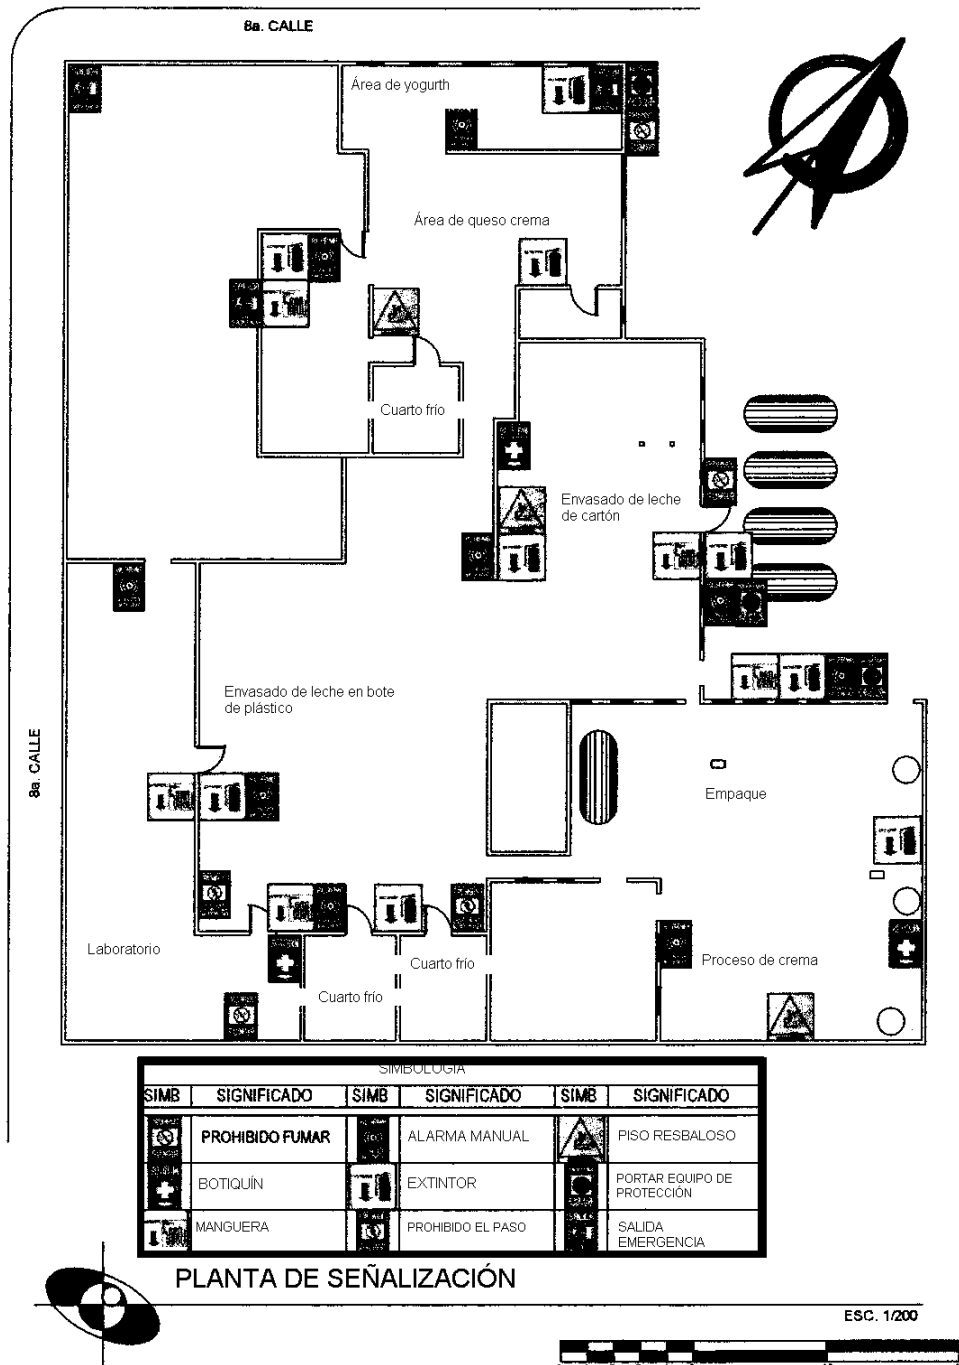 8a. CALLE
Área de yogurth
Área de queso crema
Cuarto frío
Envasado de leche
de cartón
Envasado de leche en bote
de plástico
8a. CALLE
Empaque
Laboratorio
Cuarto frío
Cuarto frío
Proceso de crema
SIMBOLOGIA
SIMB SIGNIFICADO SIMB SIGNIFICADO SIMB SIGNIFICADO
PROHIBIDO FUMAR ALARMA MANUAL PISO RESBALOSO
BOTIQUÍN EXTINTOR PORTAR EQUIPO DE
PROTECCIÓN
MANGUERA PROHIBIDO EL PASO SALIDA
EMERGENCIA
PLANTA DE SEÑALIZACIÓN
ESC. 1/200